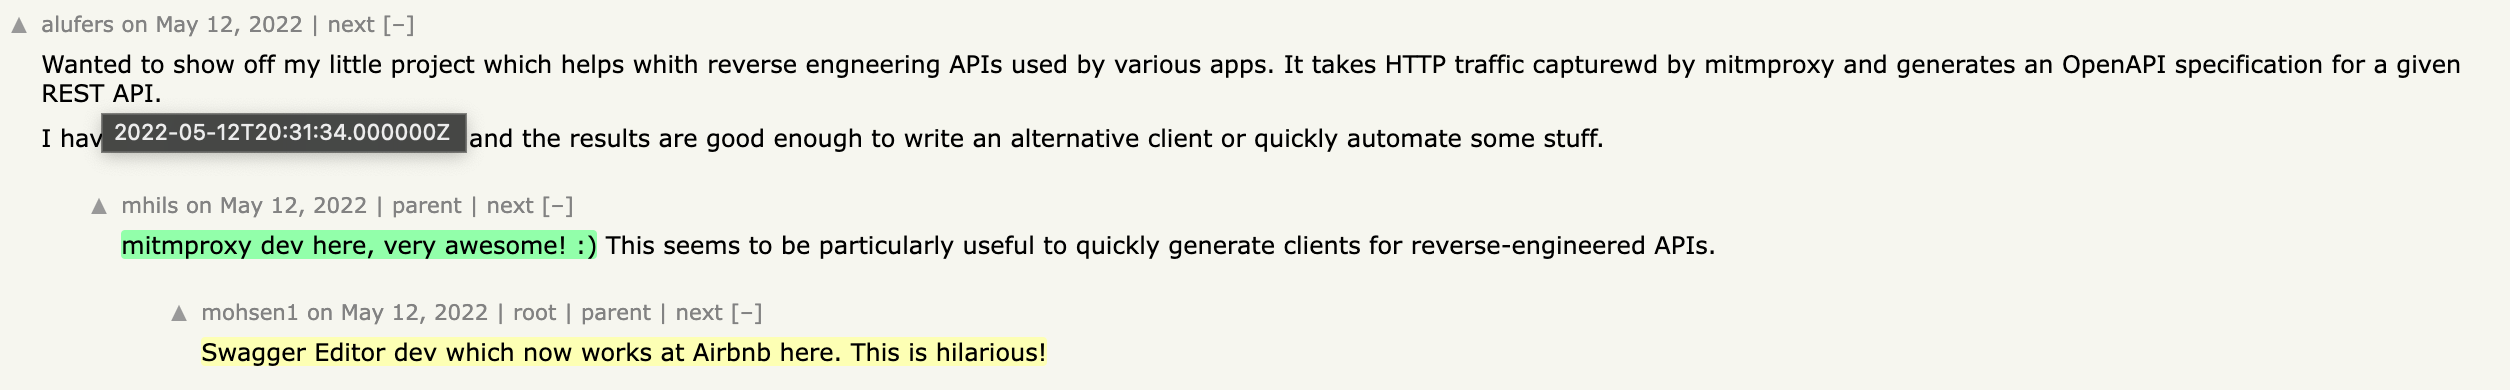 ▲ alufers on May 12, 2022 | next [–]
Wanted to show off my little project which helps whith reverse engneering APIs used by various apps. It takes HTTP traffic capturewd by mitmproxy and generates an OpenAPI specification for a given
REST API.
2022-05-12T20:31:34.000000Z
I hav and the results are good enough to write an alternative client or quickly automate some stuff.
▲ mhils on May 12, 2022 | parent | next [–]
mitmproxy dev here, very awesome! :) This seems to be particularly useful to quickly generate clients for reverse-engineered APIs.
▲ mohsen1 on May 12, 2022 | root | parent | next [–]
Swagger Editor dev which now works at Airbnb here. This is hilarious!